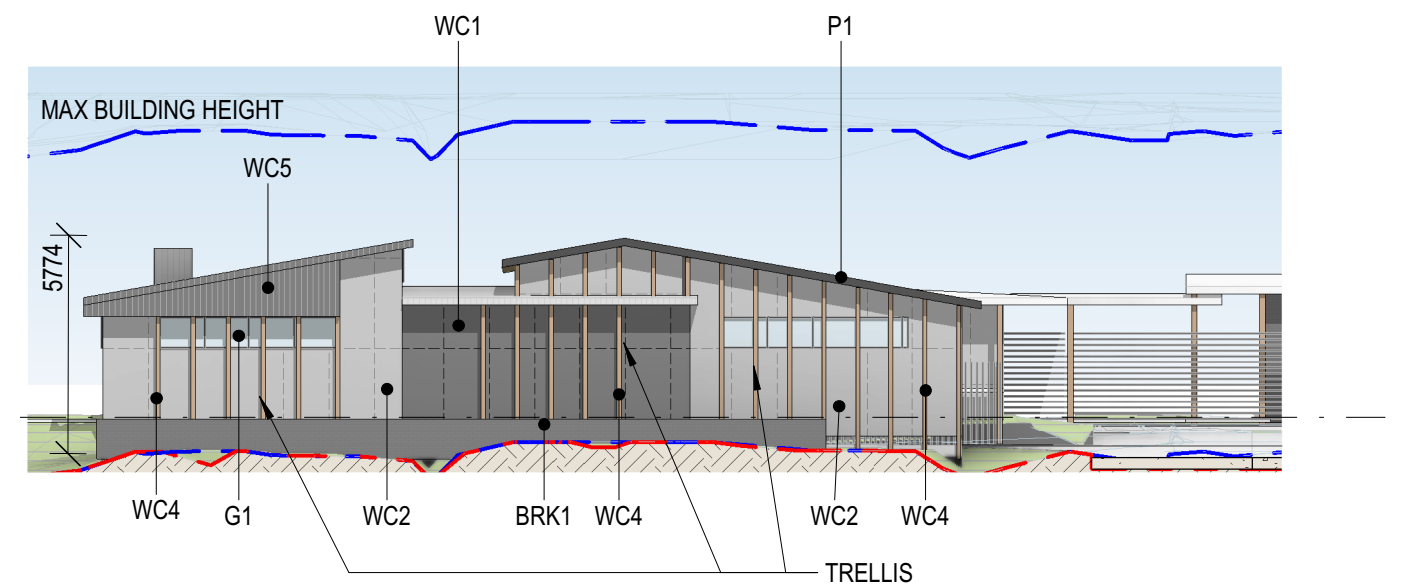 WC1
P1
MAX BUILDING HEIGHT
WC5
5774
WC4
G1
WC2
BRK1
WC4
WC2
WC4
TRELLIS